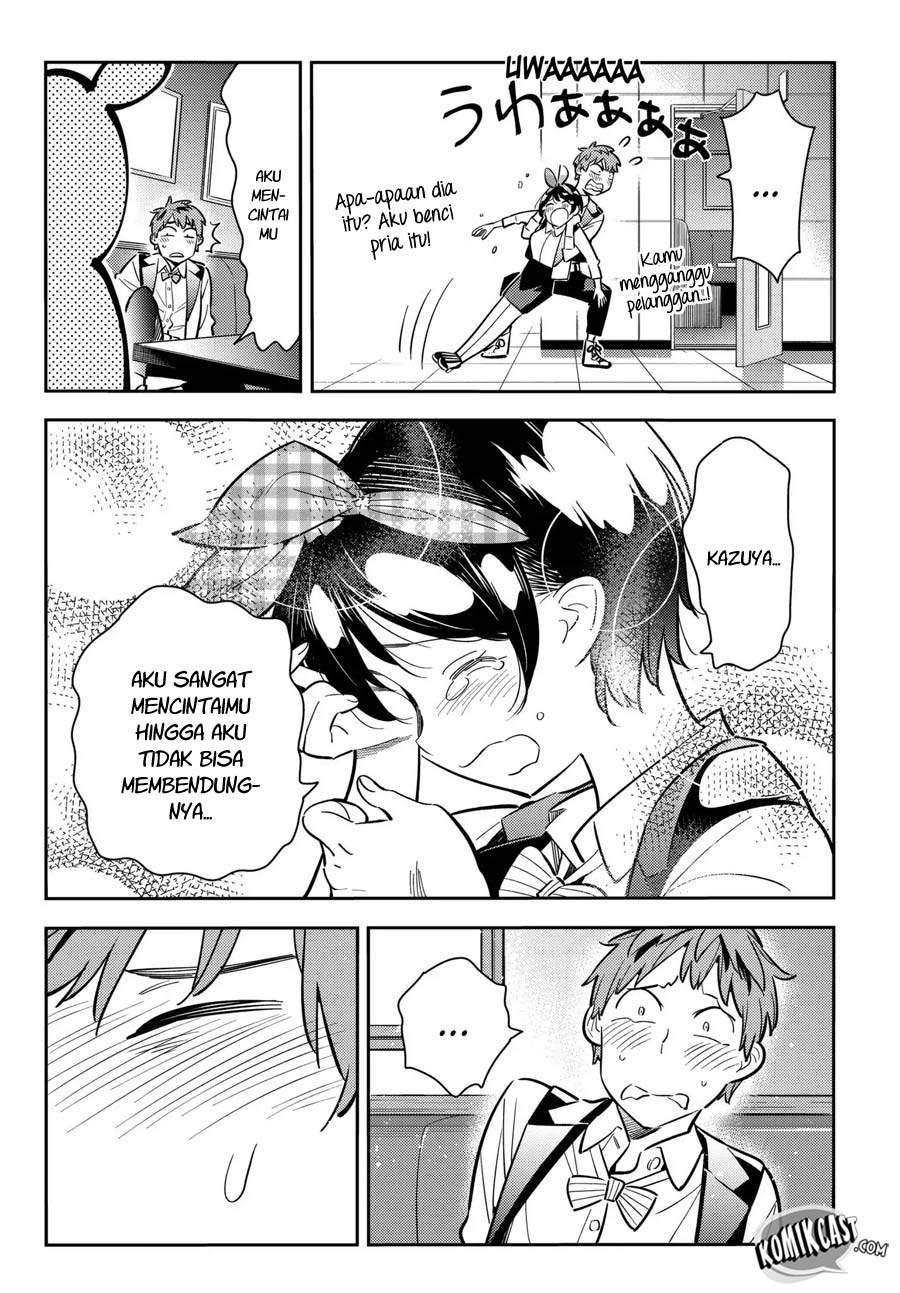 ...
UWAAAAAA
うわぁぁぁぁ
Apa-apaan dia
itu? Aku benci
pria itu!
Kamu
mengganggu
pelanggan...!
AKU
MEN-
CINTAI
MU
KAZUYA...
AKU SANGAT
MENCINTAIMU
HINGGA AKU
TIDAK BISA
MEMBENDUNG-
NYA...
...
KOMIKCAST.COM